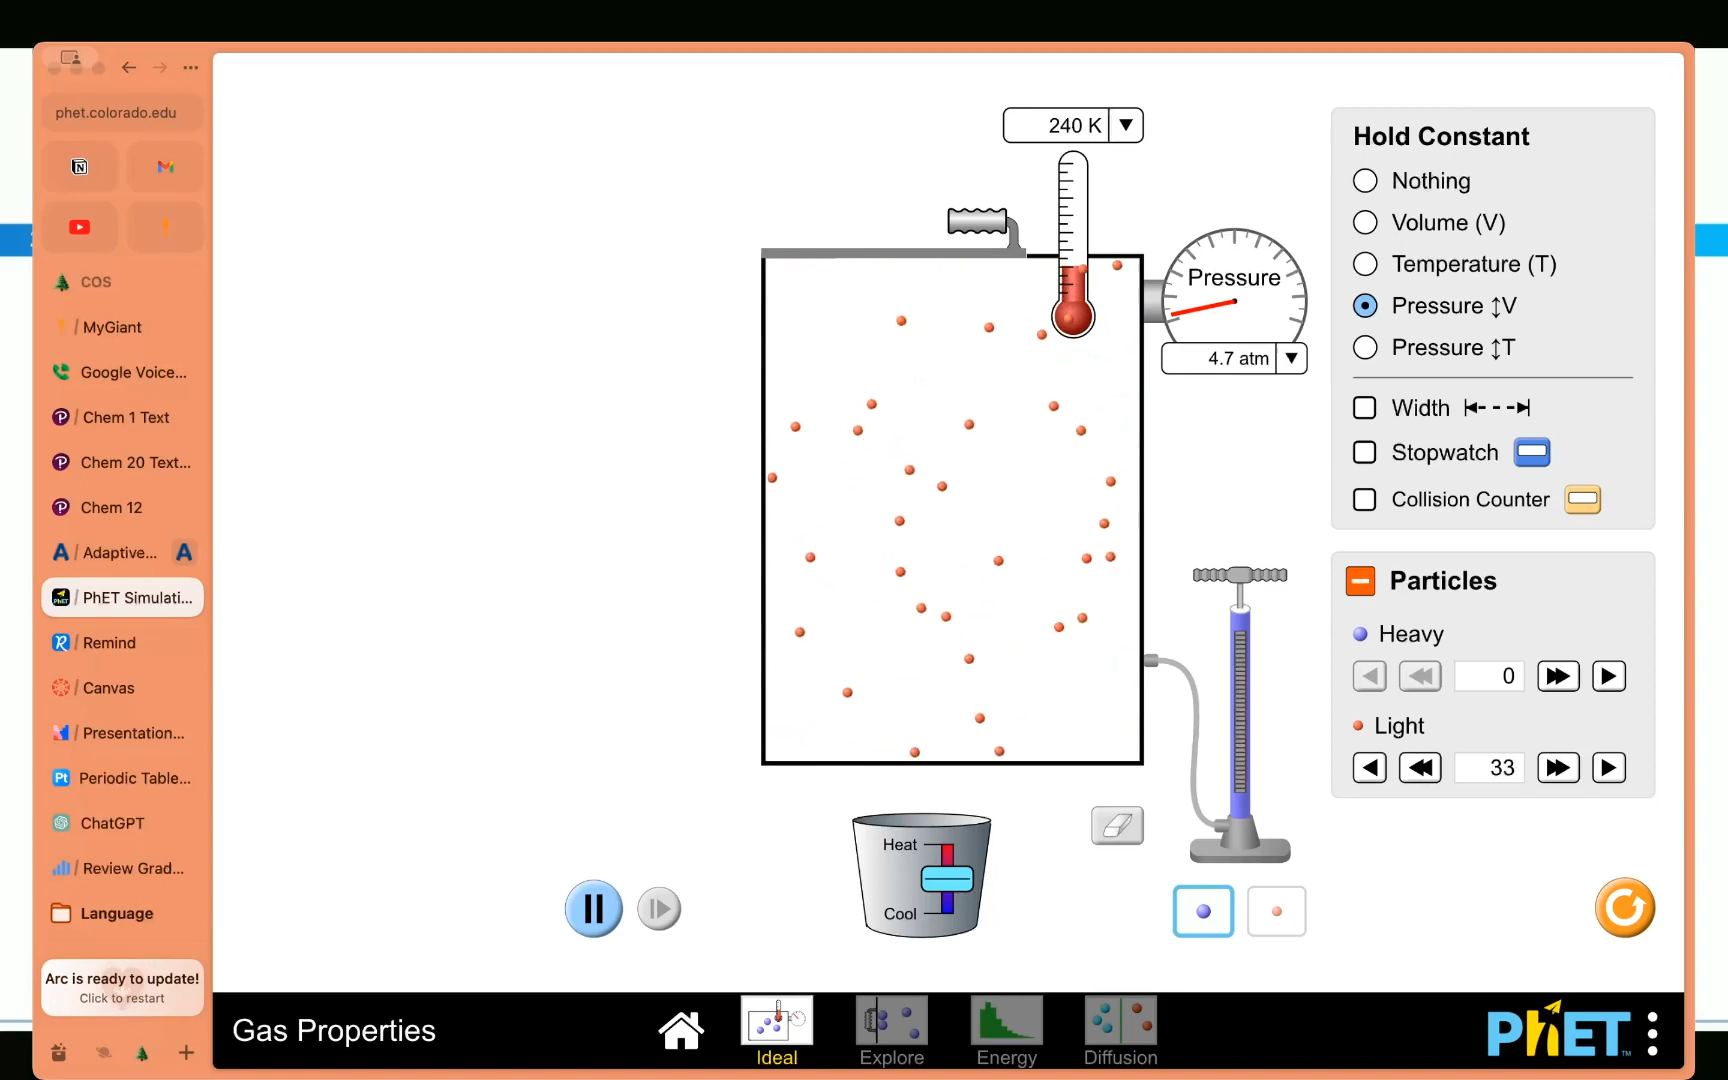 phet.colorado.edu
COS
/ MyGiant
Google Voice...
/ Chem 1 Text
Chem 20 Text...
Chem 12
/ Adaptive...
/ PhET Simulati...
/ Remind
/ Canvas
/ Presentation...
Periodic Table...
ChatGPT
/ Review Grad...
Language
Arc is ready to update!
Click to restart
240 K
Pressure
4.7 atm
Hold Constant
Nothing
Volume (V)
Temperature (T)
Pressure ↕V
Pressure ↕T
Width
Stopwatch
Collision Counter
Particles
Heavy
0
Light
33
Heat
Cool
Gas Properties
Ideal
Explore
Energy
Diffusion
PhET